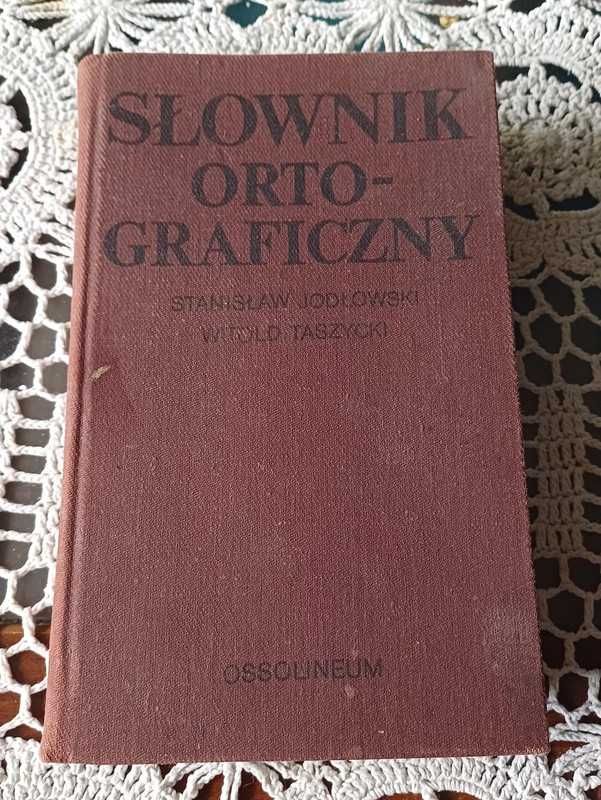 SŁOWNIK
ORTO-
GRAFICZNY
STANISŁAW JODŁOWSKI
WITOLD TASZYCKI
OSSOLINEUM